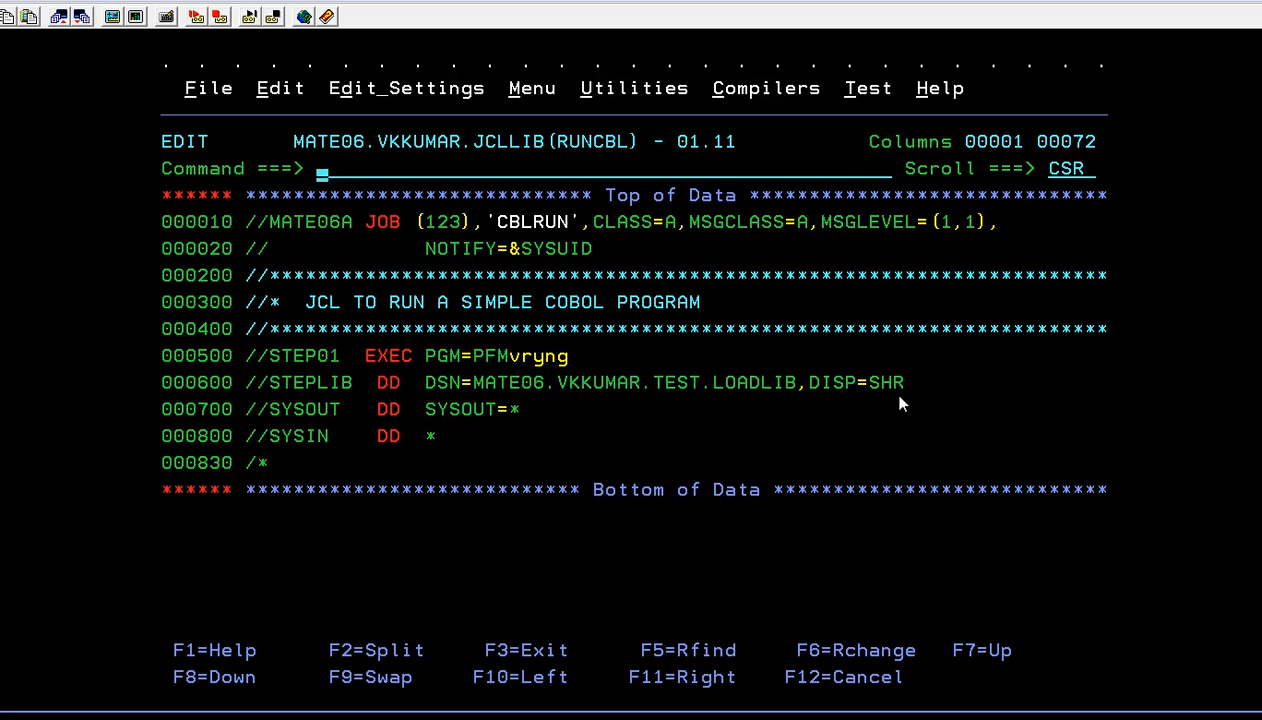 File Edit Edit_Settings Menu Utilities Compilers Test Help
EDIT MATE06.VKKUMAR.JCLLIB(RUNCBL) - 01.11 Columns 00001 00072
Command ===> Scroll ===> CSR
****** ***************************** Top of Data ******************************
000010 //MATE06A JOB (123),'CBLRUN',CLASS=A,MSGCLASS=A,MSGLEVEL=(1,1),
000020 // NOTIFY=&SYSUID
000200 //**********************************************************************
000300 //* JCL TO RUN A SIMPLE COBOL PROGRAM
000400 //**********************************************************************
000500 //STEP01 EXEC PGM=PFMvryng
000600 //STEPLIB DD DSN=MATE06.VKKUMAR.TEST.LOADLIB,DISP=SHR
000700 //SYSOUT DD SYSOUT=*
000800 //SYSIN DD *
000830 /*
****** **************************** Bottom of Data ****************************
F1=Help F2=Split F3=Exit F5=Rfind F6=Rchange F7=Up
F8=Down F9=Swap F10=Left F11=Right F12=Cancel